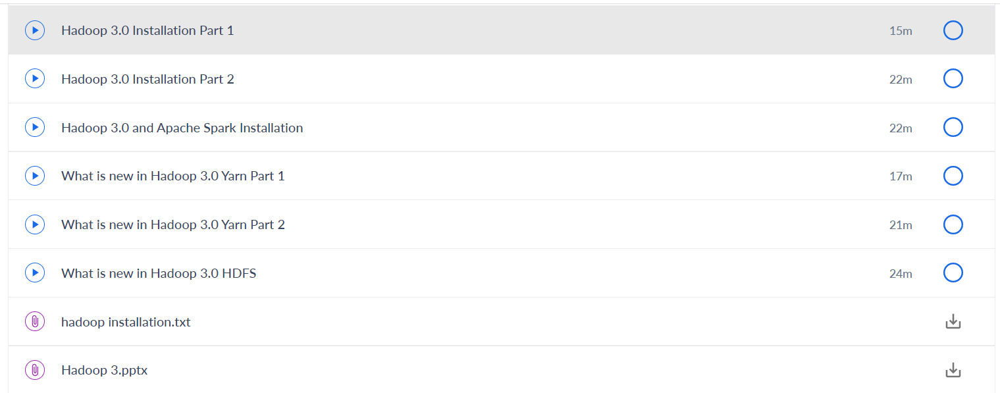 Hadoop 3.0 Installation Part 1 15m
Hadoop 3.0 Installation Part 2 22m
Hadoop 3.0 and Apache Spark Installation 22m
What is new in Hadoop 3.0 Yarn Part 1 17m
What is new in Hadoop 3.0 Yarn Part 2 21m
What is new in Hadoop 3.0 HDFS 24m
hadoop installation.txt
Hadoop 3.pptx